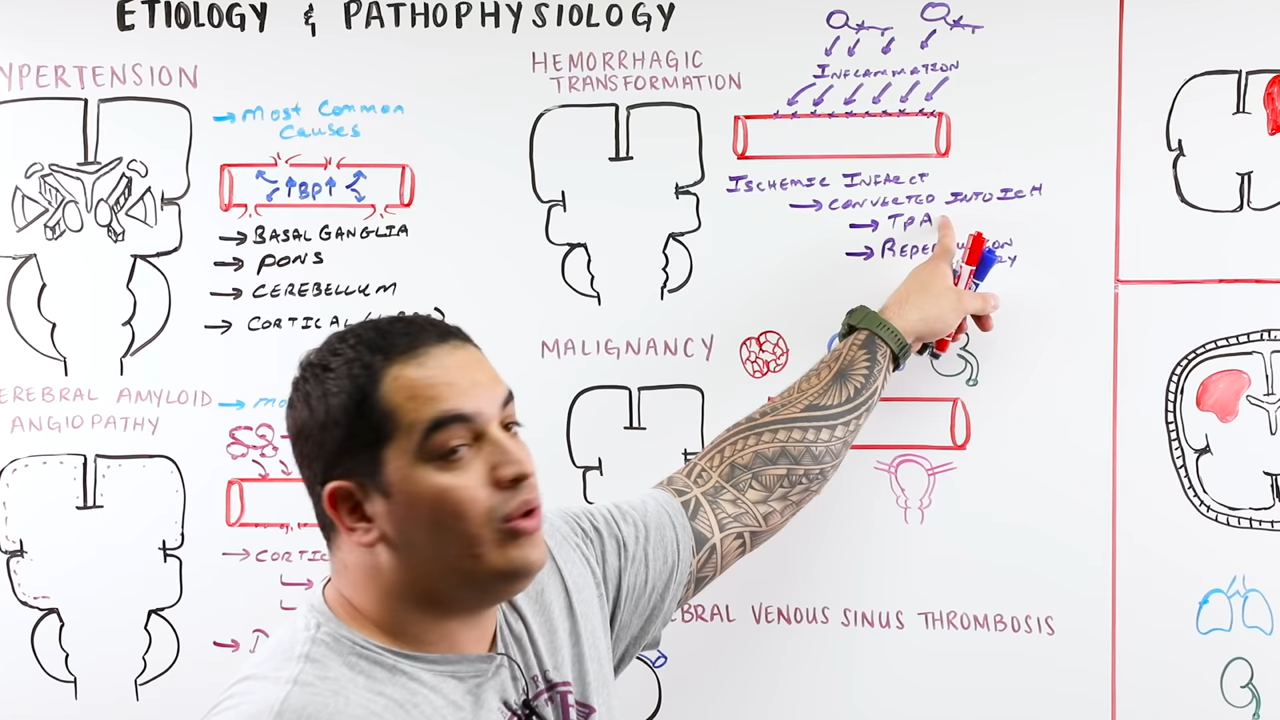 ETIOLOGY & PATHOPHYSIOLOGY
YPERTENSION
→ MOST COMMON
CAUSES
↑BP↑
→ BASAL GANGLIA
→ PONS
→ CEREBELLUM
→ CORTICAL
EREBRAL AMYLOID
ANGIOPATHY
→ CORTIC
HEMORRHAGIC
TRANSFORMATION
INFLAMMATION
ISCHEMIC INFARCT
→ CONVERTED INTO ICH
→ TPA
MALIGNANCY
EBRAL VENOUS SINUS THROMBOSIS